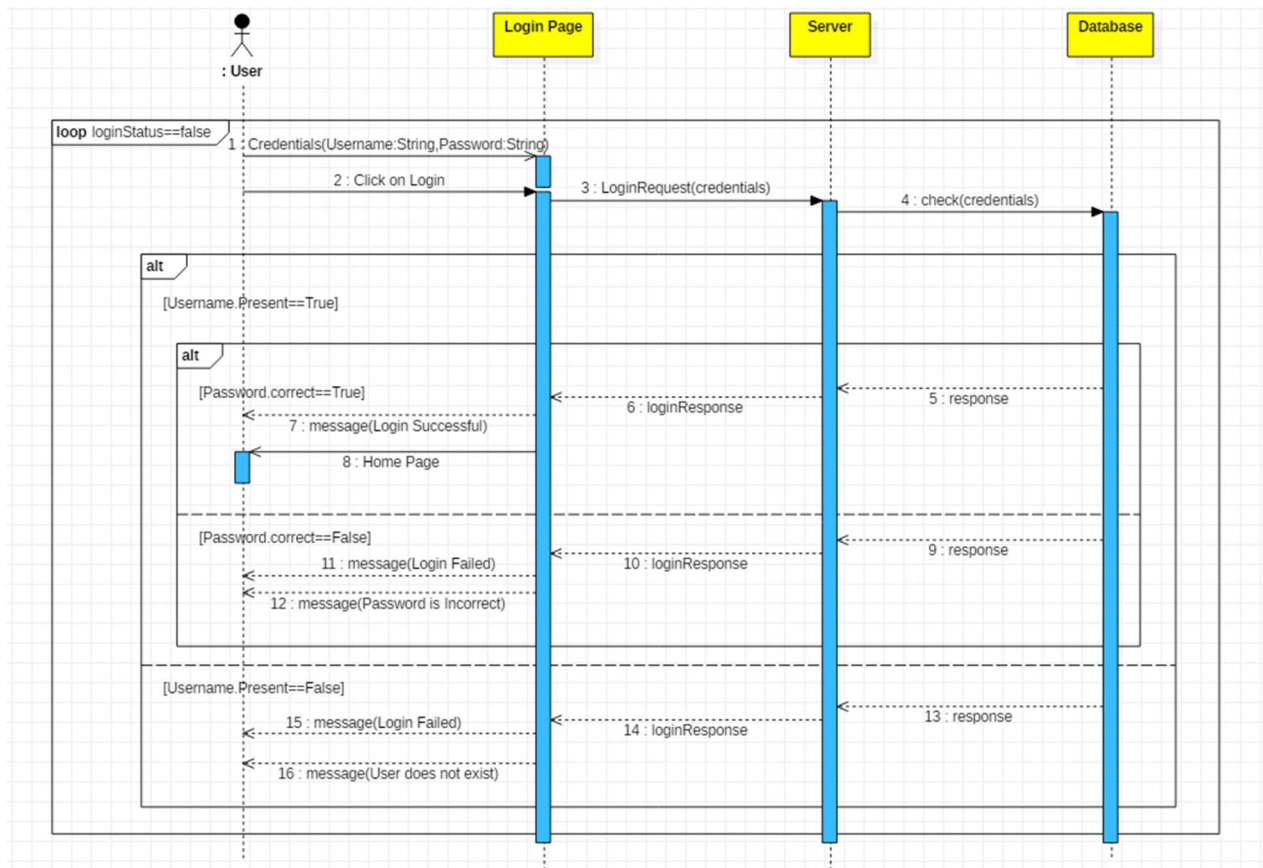 Login Page
Server
Database
: User
loop loginStatus==false
1 : Credentials(Username:String,Password:String)
2 : Click on Login
3 : LoginRequest(credentials)
4 : check(credentials)
alt
[Username.Present==True]
alt
[Password.correct==True]
5 : response
6 : loginResponse
7 : message(Login Successful)
8 : Home Page
[Password.correct==False]
9 : response
10 : loginResponse
11 : message(Login Failed)
12 : message(Password is Incorrect)
[Username.Present==False]
13 : response
14 : loginResponse
15 : message(Login Failed)
16 : message(User does not exist)